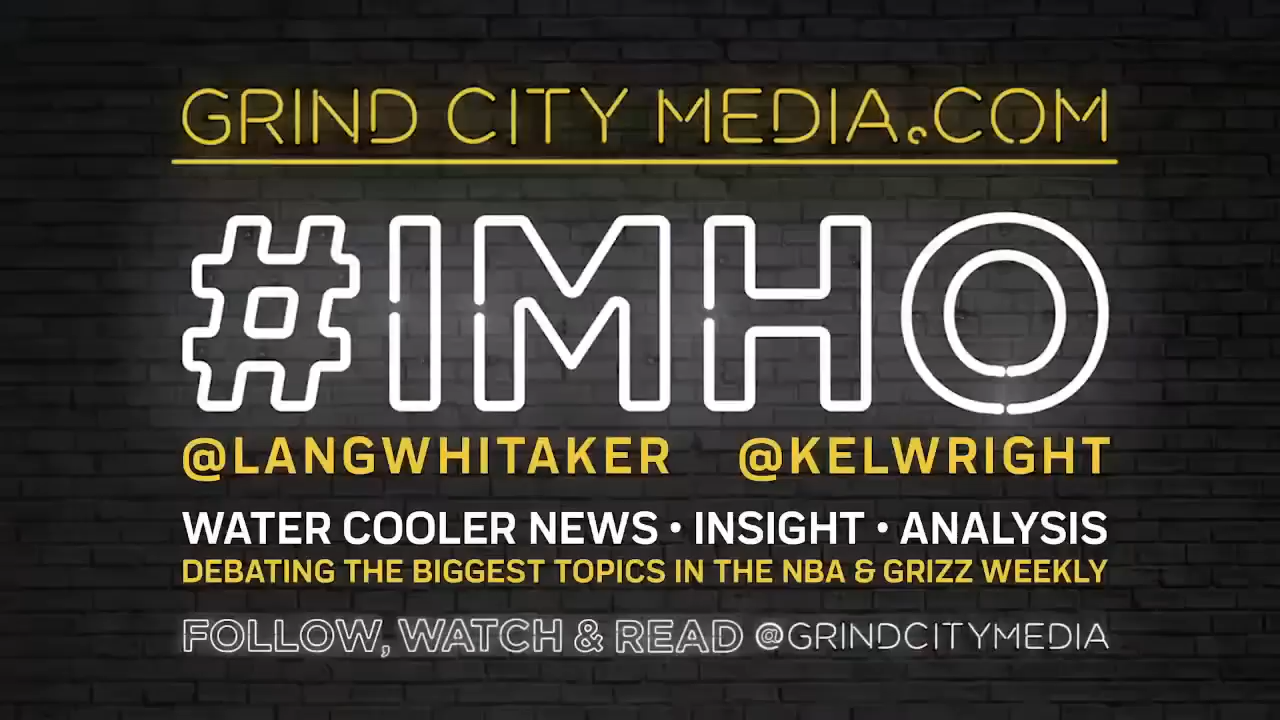 GRIND CITY MEDIA.COM
#IMHO
@LANGWHITAKER @KELWRIGHT
WATER COOLER NEWS • INSIGHT • ANALYSIS
DEBATING THE BIGGEST TOPICS IN THE NBA & GRIZZ WEEKLY
FOLLOW, WATCH & READ @GRINDCITYMEDIA